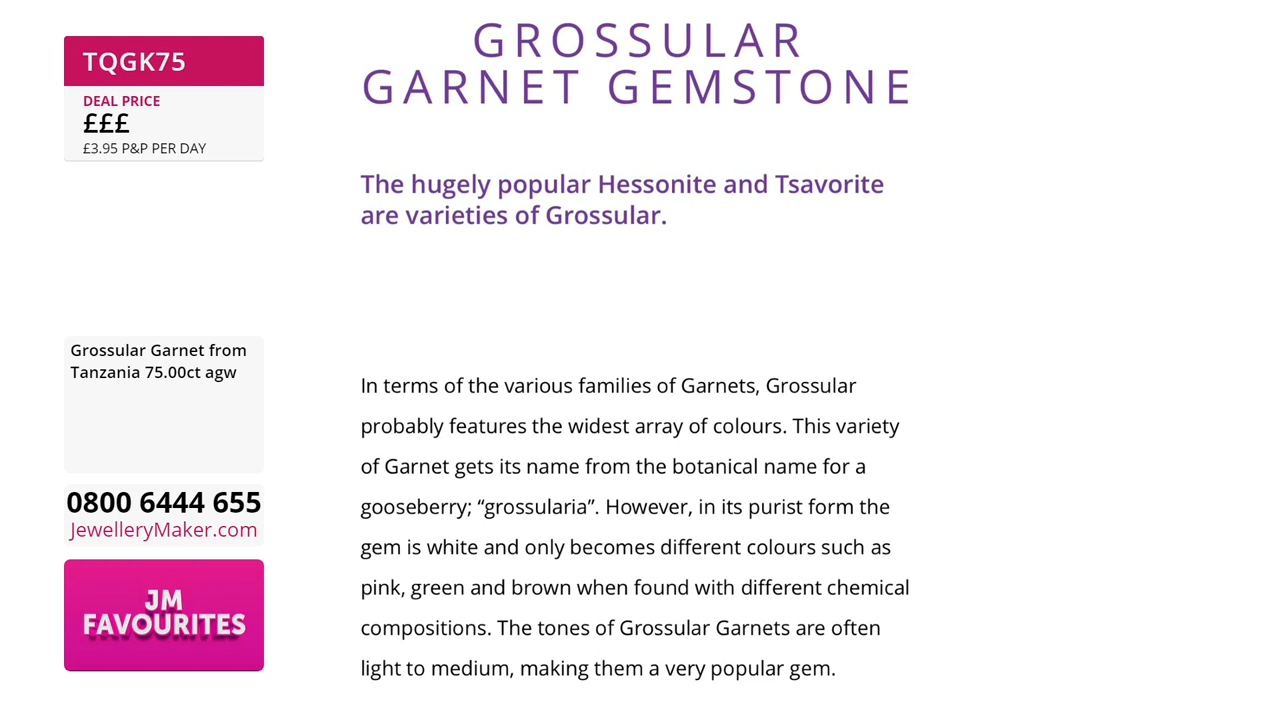 TQGK75
DEAL PRICE
£££
£3.95 P&P PER DAY
Grossular Garnet from
Tanzania 75.00ct agw
0800 6444 655
JewelleryMaker.com
JM
FAVOURITES
GROSSULAR
GARNET GEMSTONE
The hugely popular Hessonite and Tsavorite
are varieties of Grossular.
In terms of the various families of Garnets, Grossular
probably features the widest array of colours. This variety
of Garnet gets its name from the botanical name for a
gooseberry; “grossularia”. However, in its purist form the
gem is white and only becomes different colours such as
pink, green and brown when found with different chemical
compositions. The tones of Grossular Garnets are often
light to medium, making them a very popular gem.